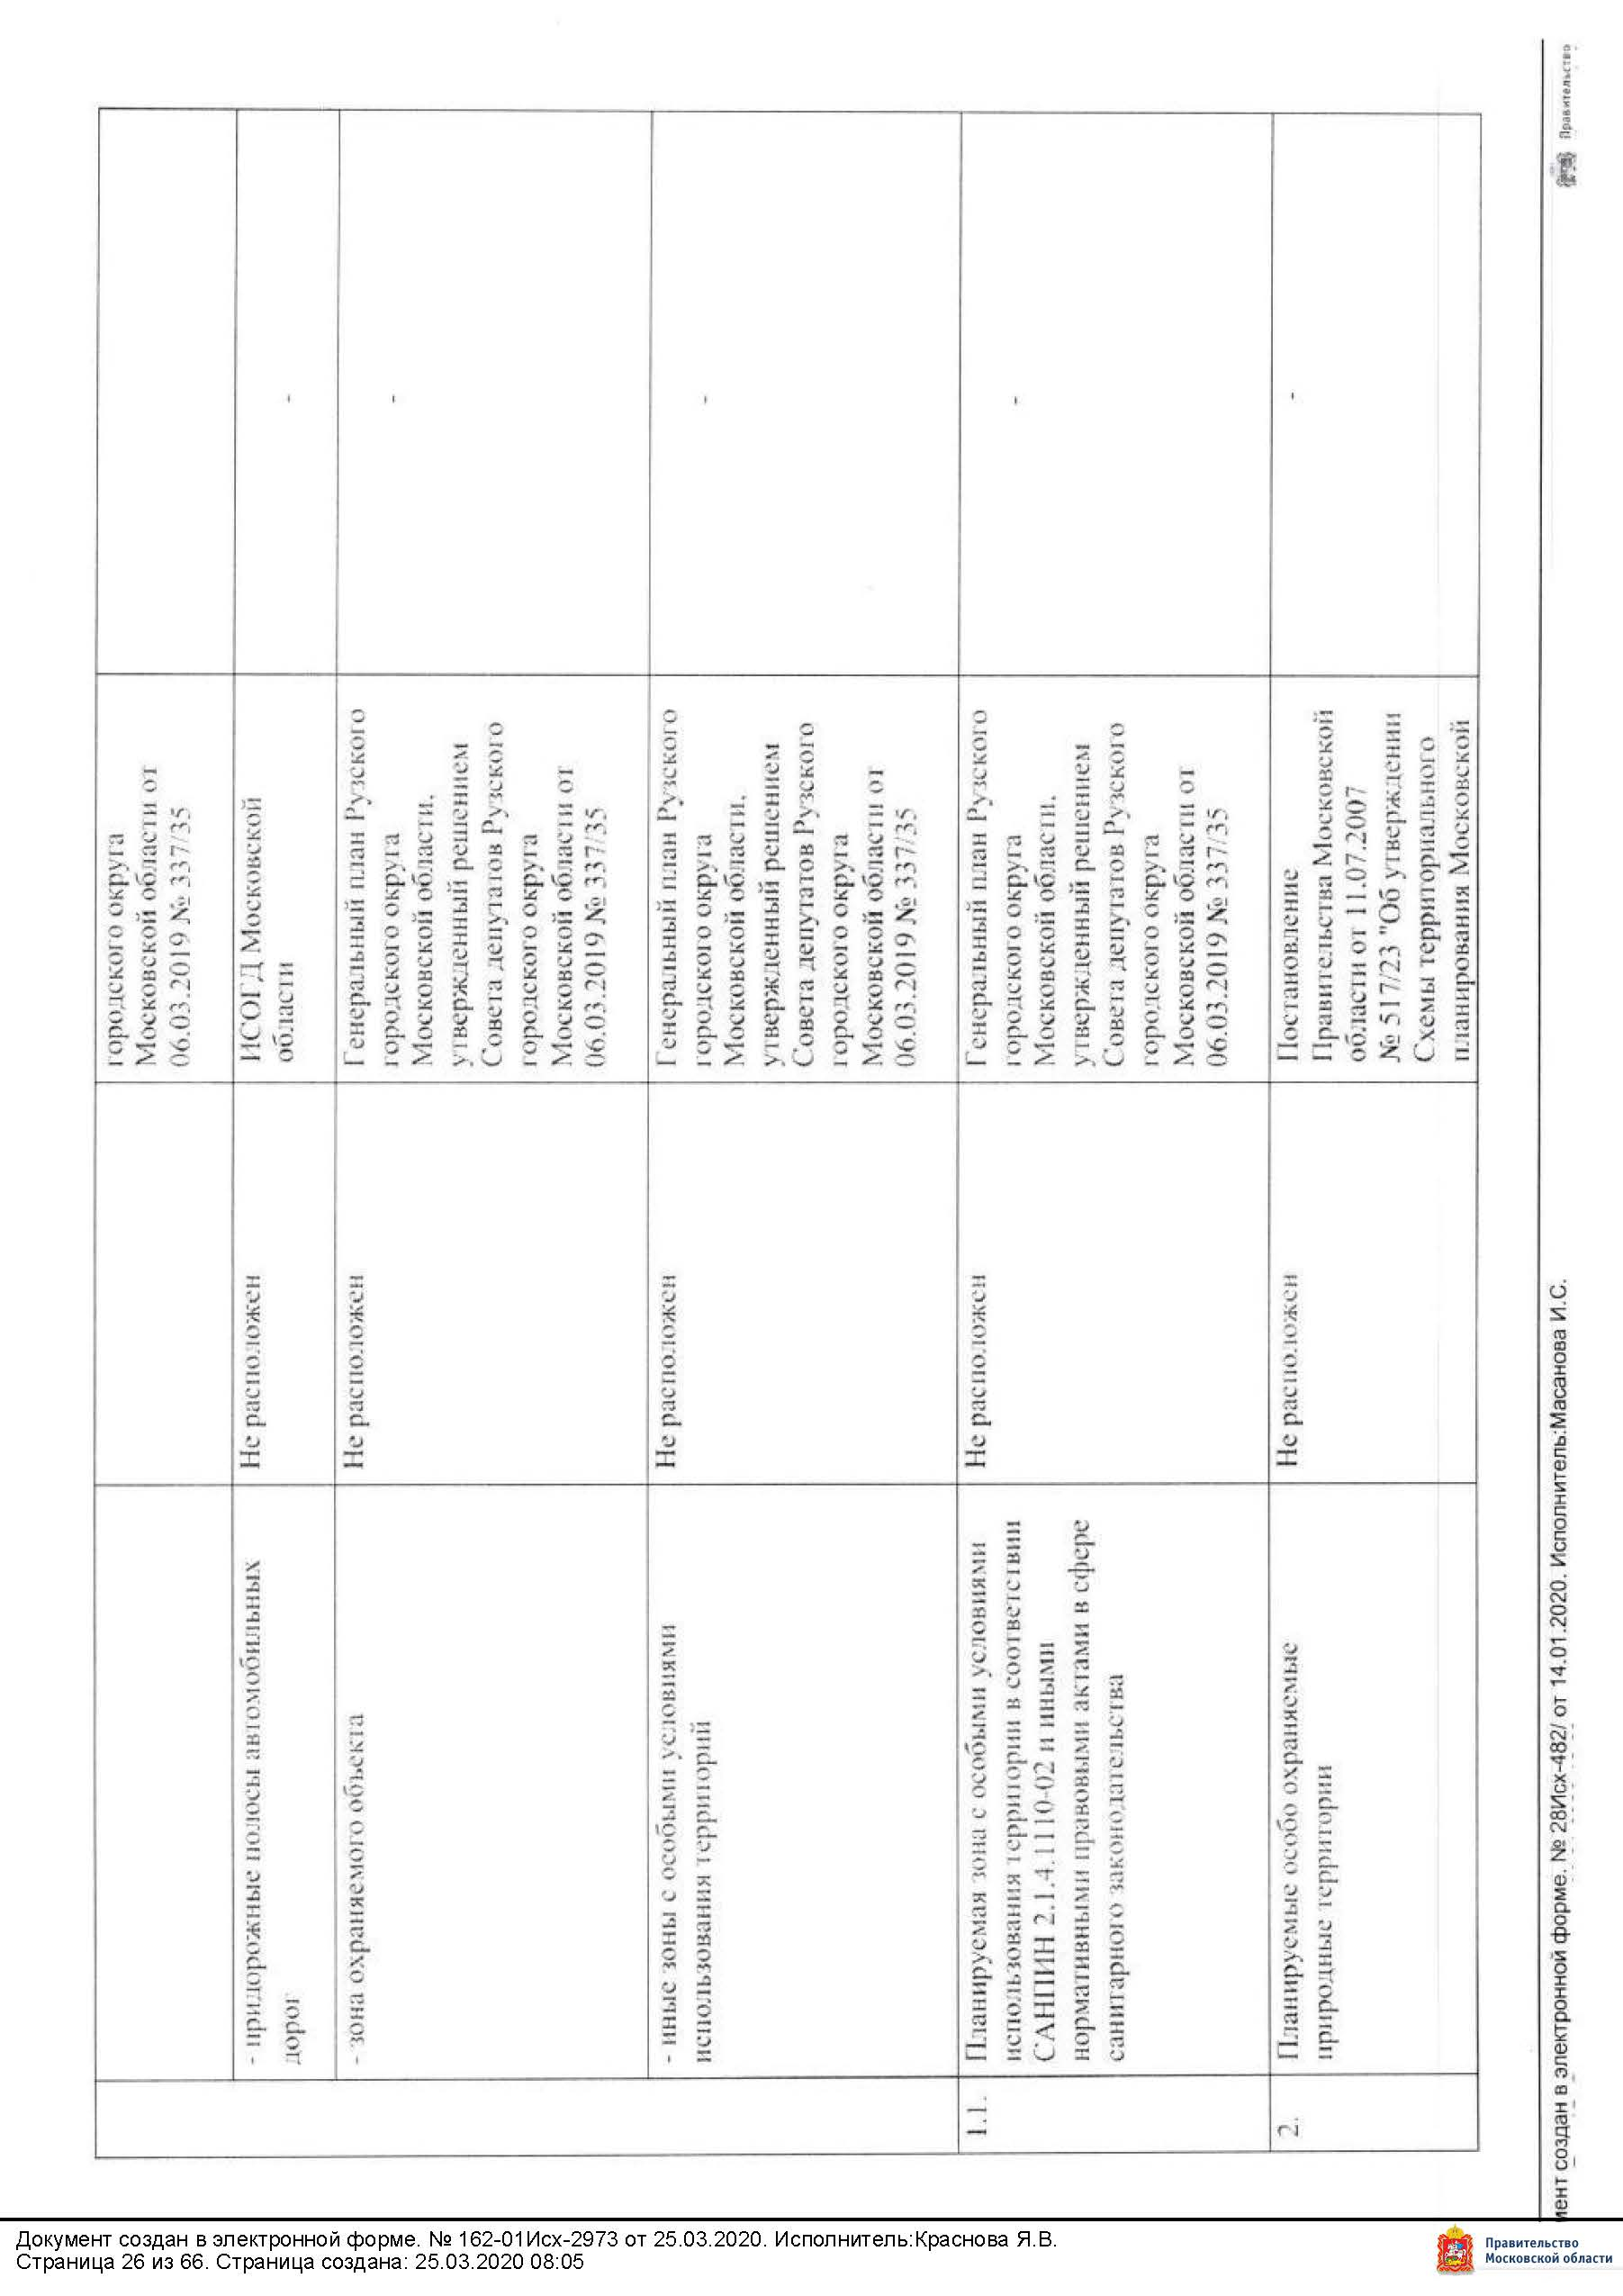 городского округа
Московской области от
06.03.2019 № 337/35
- придорожные полосы автомобильных
дорог
Не расположен
ИСОГД Московской
области
-
- зона охраняемого объекта
Не расположен
Генеральный план Рузского
городского округа
Московской области,
утвержденный решением
Совета депутатов Рузского
городского округа
Московской области от
06.03.2019 № 337/35
-
- иные зоны с особыми условиями
использования территорий
Не расположен
Генеральный план Рузского
городского округа
Московской области,
утвержденный решением
Совета депутатов Рузского
городского округа
Московской области от
06.03.2019 № 337/35
-
1.1.
Планируемая зона с особыми условиями
использования территории в соответствии
САНПИН 2.1.4.1110-02 и иными
нормативными правовыми актами в сфере
санитарного законодательства
Не расположен
Генеральный план Рузского
городского округа
Московской области,
утвержденный решением
Совета депутатов Рузского
городского округа
Московской области от
06.03.2019 № 337/35
-
2.
Планируемые особо охраняемые
природные территории
Не расположен
Постановление
Правительства Московской
области от 11.07.2007
№ 517/23 "Об утверждении
Схемы территориального
планирования Московской
-
мент создан в электронной форме. № 28Исх-482/ от 14.01.2020. Исполнитель:Масанова И.С.
Правительство
Документ создан в электронной форме. № 162-01Исх-2973 от 25.03.2020. Исполнитель:Краснова Я.В.
Страница 26 из 66. Страница создана: 25.03.2020 08:05
Правительство
Московской области